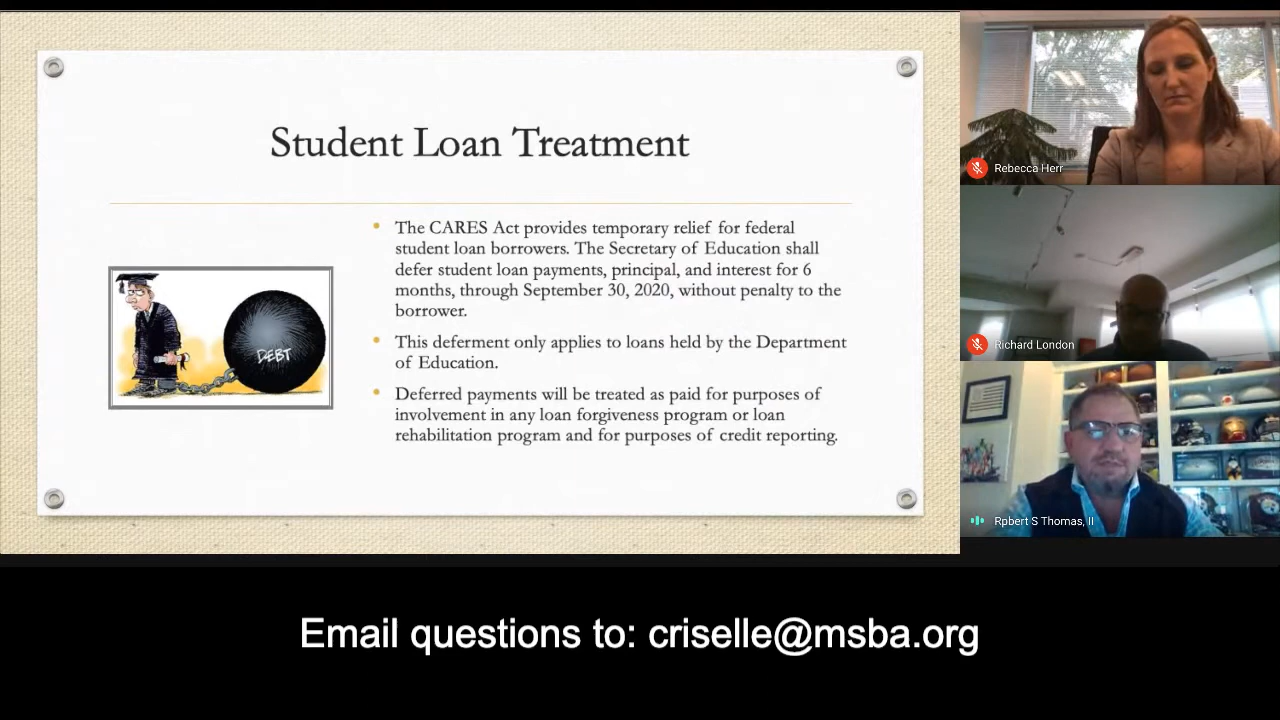 Student Loan Treatment
The CARES Act provides temporary relief for federal
student loan borrowers. The Secretary of Education shall
defer student loan payments, principal, and interest for 6
months, through September 30, 2020, without penalty to the
borrower.
This deferment only applies to loans held by the Department
of Education.
Deferred payments will be treated as paid for purposes of
involvement in any loan forgiveness program or loan
rehabilitation program and for purposes of credit reporting.
DEBT
Rebecca Herr
Richard London
Rpbert S Thomas, II
Email questions to: criselle@msba.org